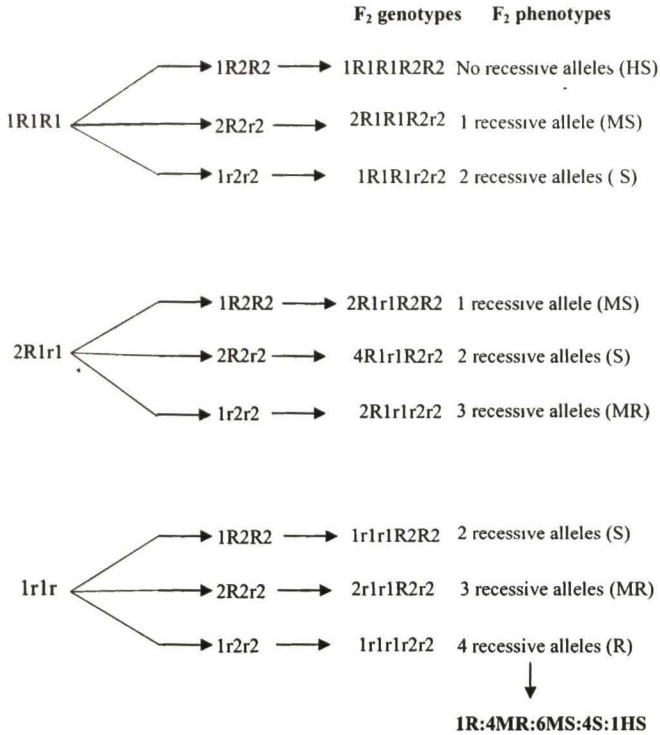 F2 genotypes F2 phenotypes
1R2R2 1R1R1R2R2 No recessive alleles (HS)
1R1R1 2R2r2 2R1R1R2r2 1 recessive allele (MS)
1r2r2 1R1R1r2r2 2 recessive alleles ( S)
1R2R2 2R1r1R2R2 1 recessive allele (MS)
2R1r1 2R2r2 4R1r1R2r2 2 recessive alleles (S)
1r2r2 2R1r1r2r2 3 recessive alleles (MR)
1R2R2 1r1r1R2R2 2 recessive alleles (S)
1r1r 2R2r2 2r1r1R2r2 3 recessive alleles (MR)
1r2r2 1r1r1r2r2 4 recessive alleles (R)
1R:4MR:6MS:4S:1HS